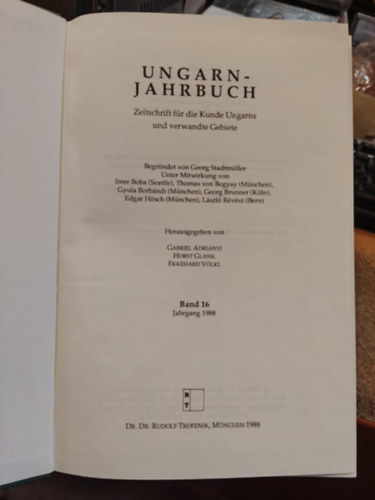 UNGARN-
JAHRBUCH
Zeitschrift für die Kunde Ungarns
und verwandte Gebiete
Begründet von Georg Stadtmüller
Unter Mitwirkung von
Imre Boba (Seattle), Thomas von Bogyay (München),
Gyula Borbándi (München), Georg Brunner (Köln),
Edgar Hösch (München), László Révész (Bern)
Herausgegeben von
GABRIEL ADRIÁNYI
HORST GLASSL
EKKEHARD VÖLKL
Band 16
Jahrgang 1988
R
T
DR. DR. RUDOLF TROFENIK, MÜNCHEN 1988